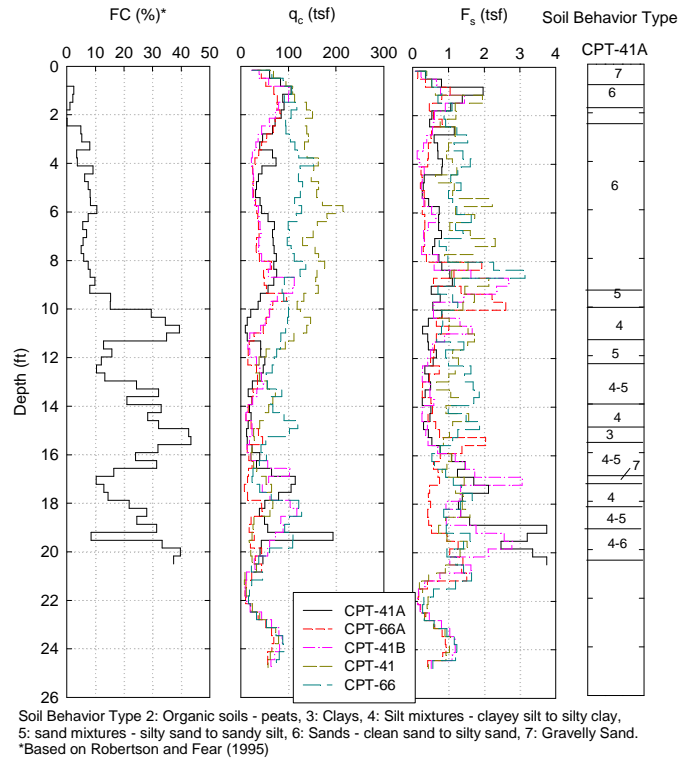 FC (%)*
q_c (tsf)
F_s (tsf)
Soil Behavior Type
CPT-41A
0 10 20 30 40 50
0 100 200 300
0 1 2 3 4
Depth (ft)
0
2
4
6
8
10
12
14
16
18
20
22
24
26
7
6
6
5
4
5
4-5
4
3
4-5
7
4
4-5
4-6
CPT-41A
CPT-66A
CPT-41B
CPT-41
CPT-66
Soil Behavior Type 2: Organic soils - peats, 3: Clays, 4: Silt mixtures - clayey silt to silty clay,
5: sand mixtures - silty sand to sandy silt, 6: Sands - clean sand to silty sand, 7: Gravelly Sand.
*Based on Robertson and Fear (1995)